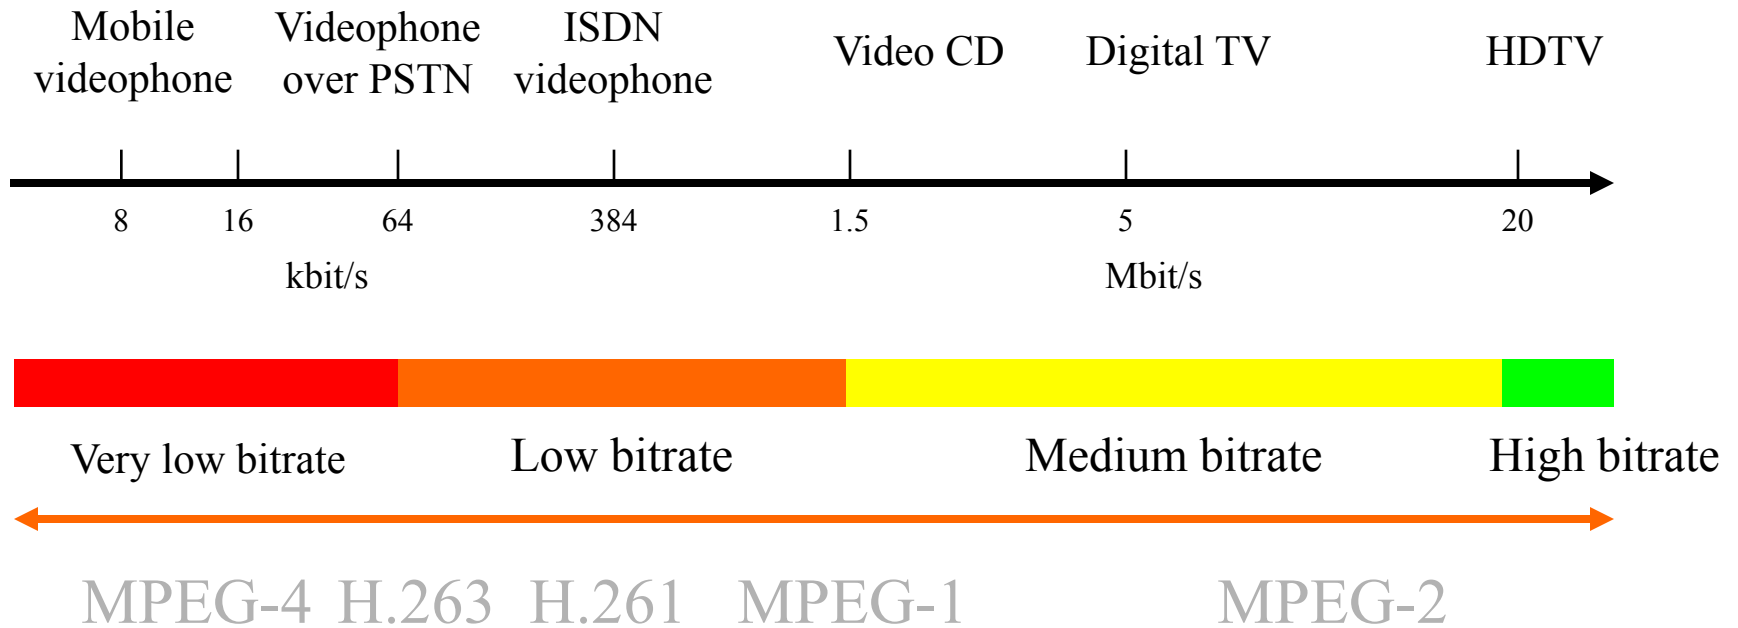 Mobile
videophone
Videophone
over PSTN
ISDN
videophone
Video CD
Digital TV
HDTV
8 16 64 384 1.5 5 20
kbit/s Mbit/s
Very low bitrate Low bitrate Medium bitrate High bitrate
MPEG-4 H.263 H.261 MPEG-1 MPEG-2